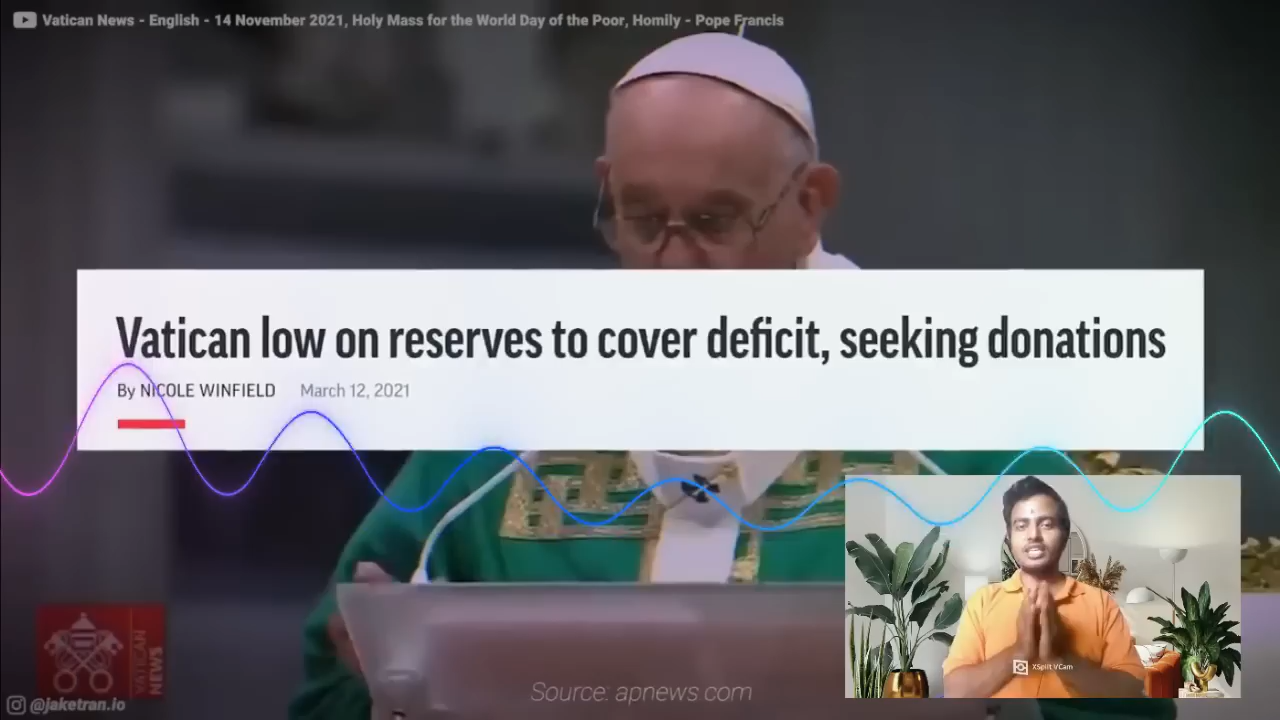 Vatican News - English - 14 November 2021, Holy Mass for the World Day of the Poor, Homily - Pope Francis
Vatican low on reserves to cover deficit, seeking donations
By NICOLE WINFIELD March 12, 2021
VATICAN
NEWS
XSplit VCam
Source: apnews.com
@jaketran.io